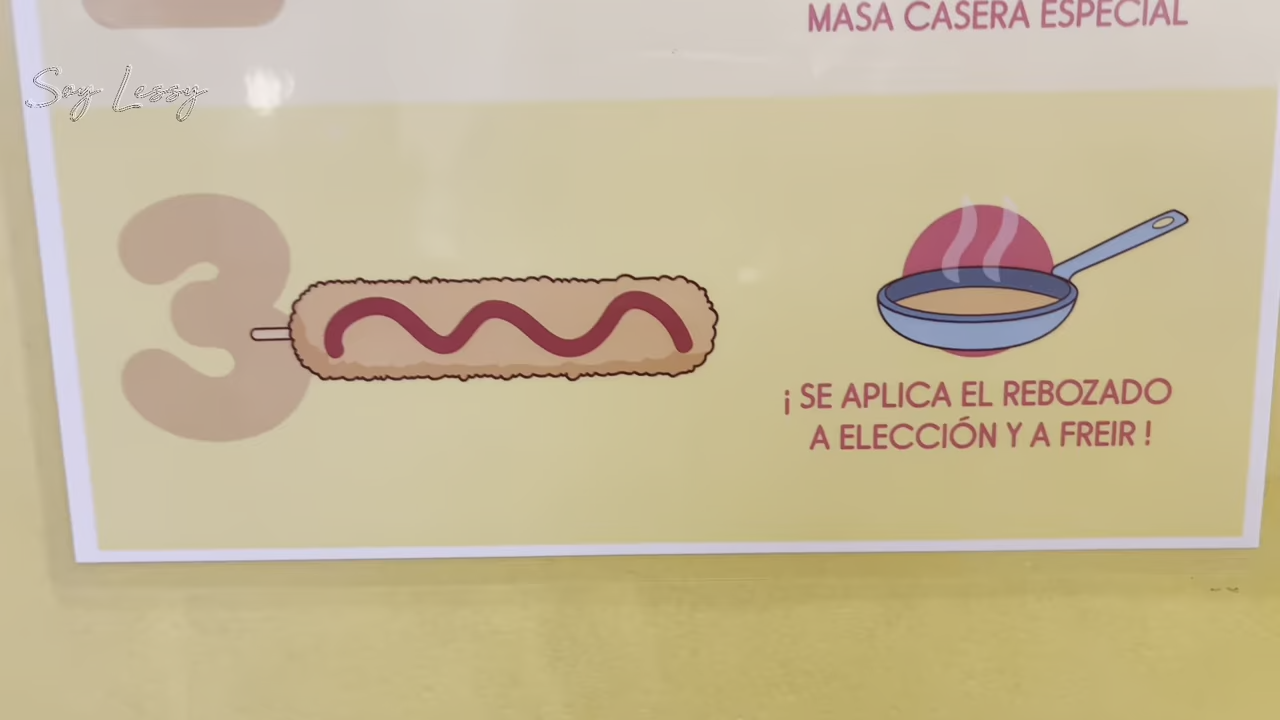 MASA CASERA ESPECIAL
Soy Lessy
3
¡ SE APLICA EL REBOZADO
A ELECCIÓN Y A FREIR !